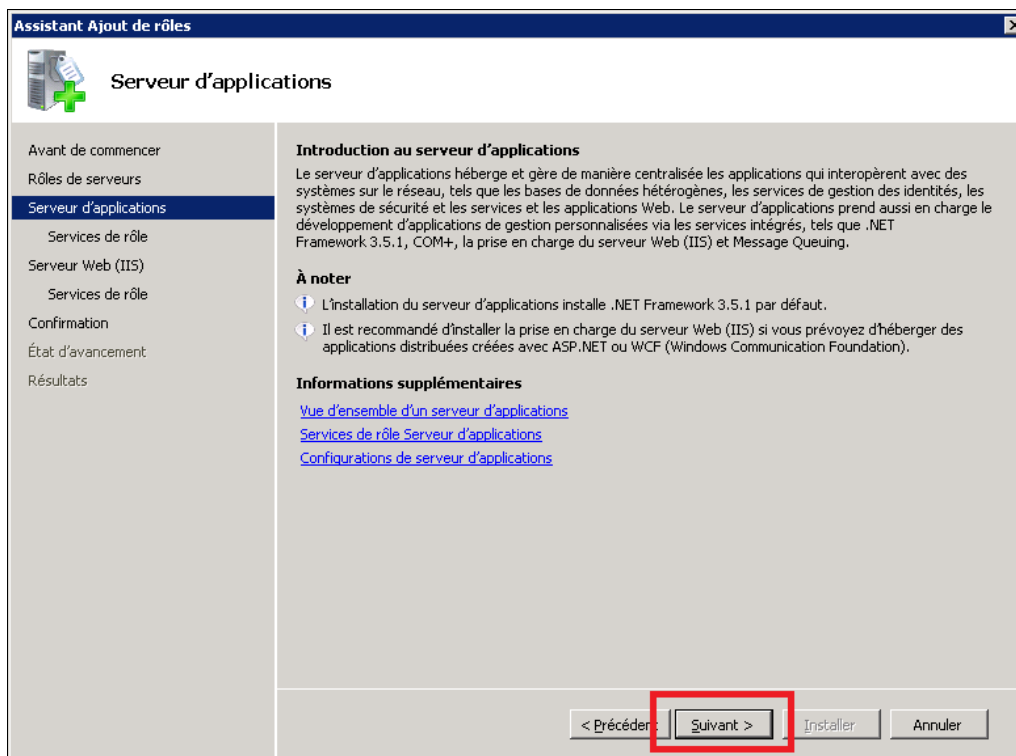 Assistant Ajout de rôles
Serveur d'applications
Avant de commencer
Rôles de serveurs
Serveur d'applications
Services de rôle
Serveur Web (IIS)
Services de rôle
Confirmation
État d'avancement
Résultats
Introduction au serveur d'applications
Le serveur d'applications héberge et gère de manière centralisée les applications qui interopèrent avec des
systèmes sur le réseau, tels que les bases de données hétérogènes, les services de gestion des identités, les
systèmes de sécurité et les services et les applications Web. Le serveur d'applications prend aussi en charge le
développement d'applications de gestion personnalisées via les services intégrés, tels que .NET
Framework 3.5.1, COM+, la prise en charge du serveur Web (IIS) et Message Queuing.
À noter
L'installation du serveur d'applications installe .NET Framework 3.5.1 par défaut.
Il est recommandé d'installer la prise en charge du serveur Web (IIS) si vous prévoyez d'héberger des
applications distribuées créées avec ASP.NET ou WCF (Windows Communication Foundation).
Informations supplémentaires
Vue d'ensemble d'un serveur d'applications
Services de rôle Serveur d'applications
Configurations de serveur d'applications
< Précédent Suivant > Installer Annuler